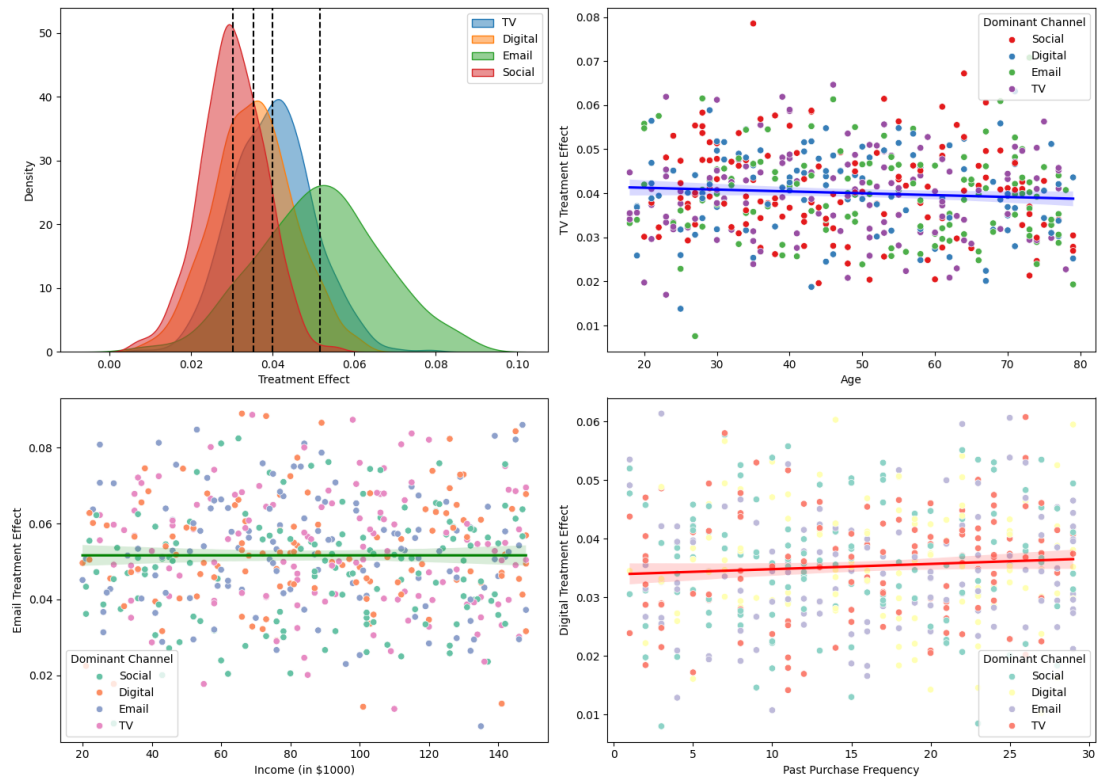 50
40
30
20
10
0
Density
0.00 0.02 0.04 0.06 0.08 0.10
Treatment Effect
TV
Digital
Email
Social
0.08
0.07
0.06
0.05
0.04
0.03
0.02
0.01
TV Treatment Effect
20 30 40 50 60 70 80
Age
Dominant Channel
Social
Digital
Email
TV
0.08
0.06
0.04
0.02
Email Treatment Effect
20 40 60 80 100 120 140
Income (in $1000)
Dominant Channel
Social
Digital
Email
TV
0.06
0.05
0.04
0.03
0.02
0.01
Digital Treatment Effect
0 5 10 15 20 25 30
Past Purchase Frequency
Dominant Channel
Social
Digital
Email
TV